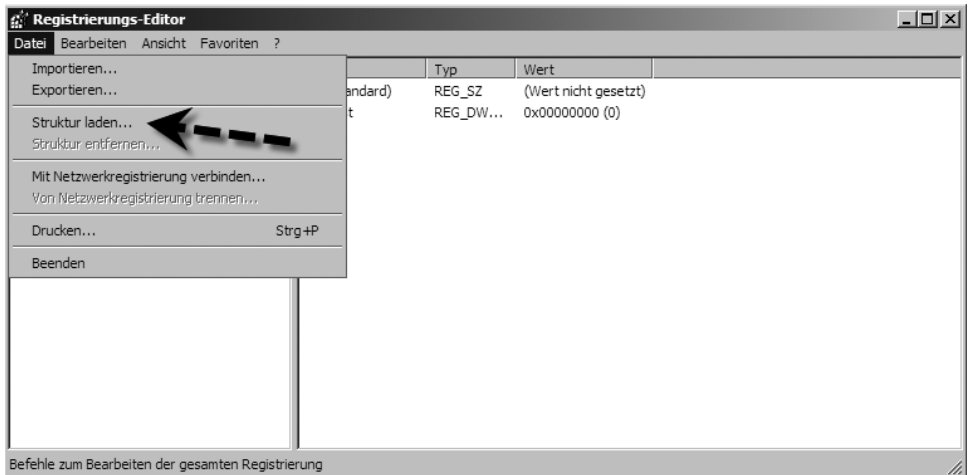 Registrierungs-Editor
Datei Bearbeiten Ansicht Favoriten ?
Importieren...
Exportieren...
Struktur laden...
Struktur entfernen...
Mit Netzwerkregistrierung verbinden...
Von Netzwerkregistrierung trennen...
Drucken... Strg+P
Beenden
Typ Wert
andard) REG_SZ (Wert nicht gesetzt)
t REG_DW... 0x00000000 (0)
Befehle zum Bearbeiten der gesamten Registrierung